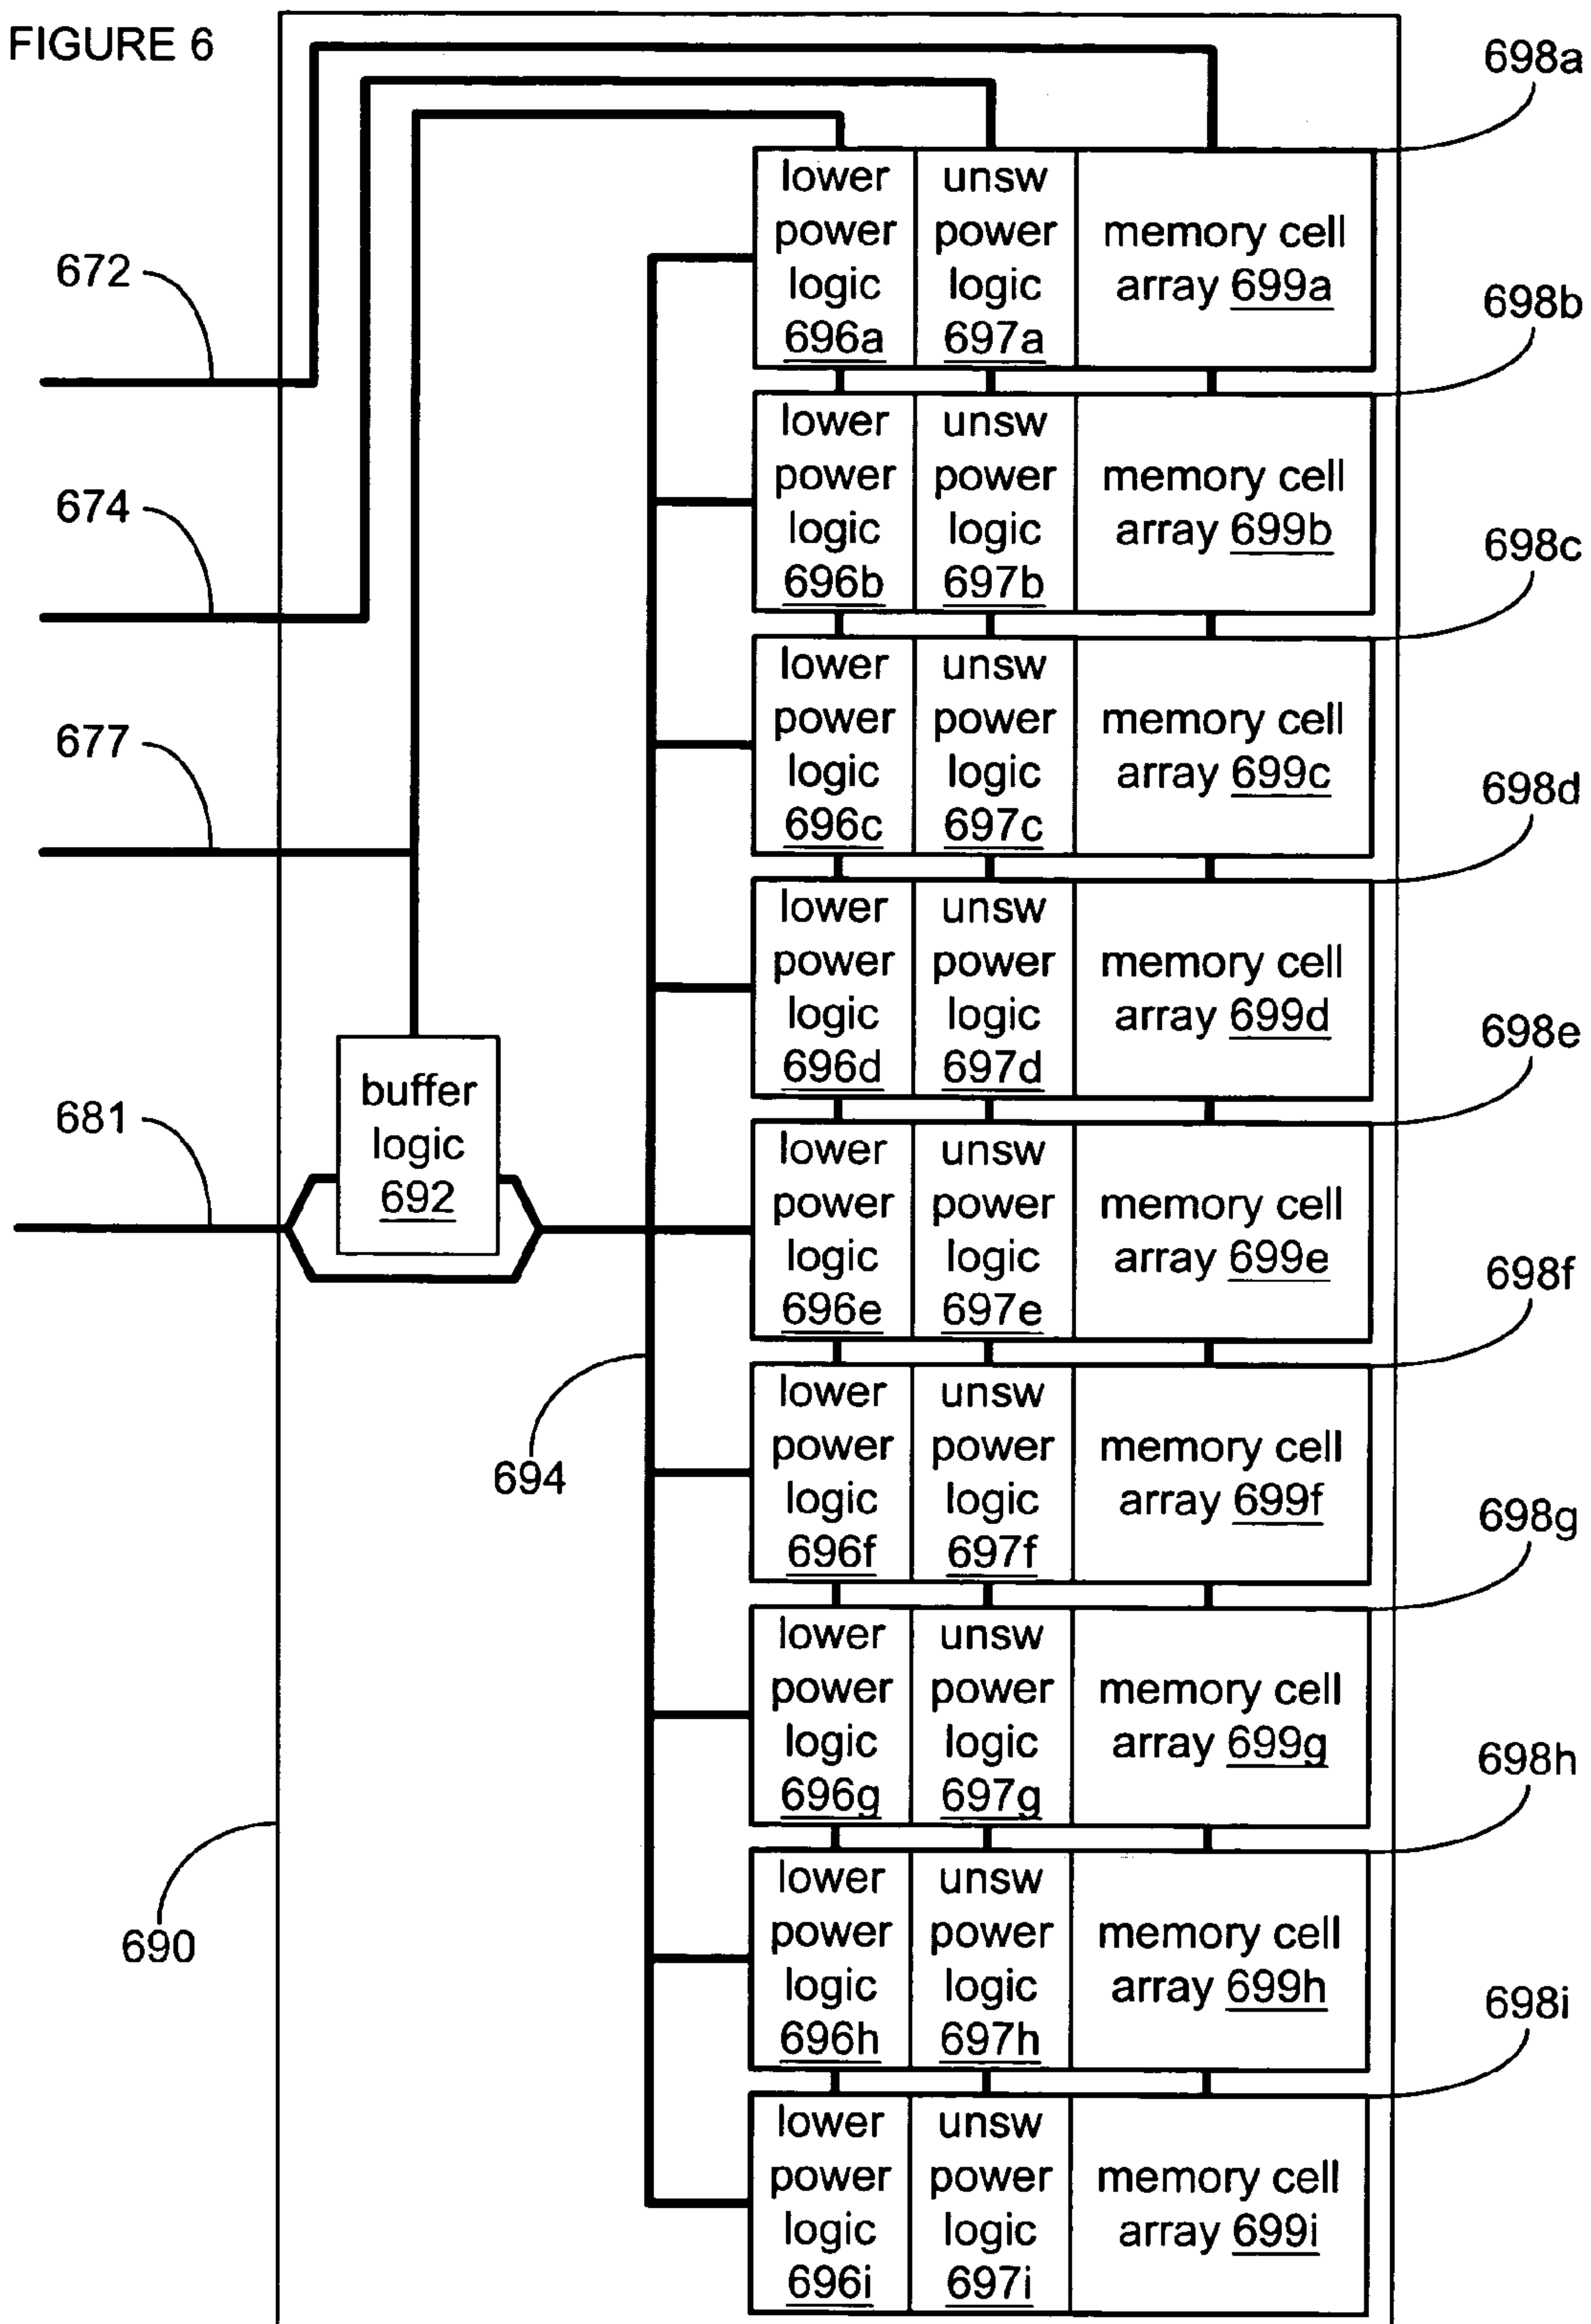 FIGURE 6
698a
lower power logic 696a
unsw power logic 697a
memory cell array 699a
672
698b
lower power logic 696b
unsw power logic 697b
memory cell array 699b
674
698c
lower power logic 696c
unsw power logic 697c
memory cell array 699c
677
698d
lower power logic 696d
unsw power logic 697d
memory cell array 699d
698e
buffer logic 692
681
lower power logic 696e
unsw power logic 697e
memory cell array 699e
698f
694
lower power logic 696f
unsw power logic 697f
memory cell array 699f
698g
lower power logic 696g
unsw power logic 697g
memory cell array 699g
698h
690
lower power logic 696h
unsw power logic 697h
memory cell array 699h
698i
lower power logic 696i
unsw power logic 697i
memory cell array 699i